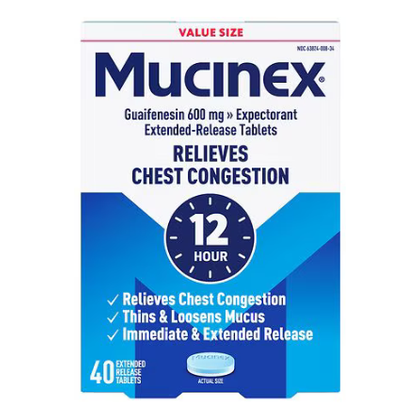 VALUE SIZE
NDC 63824-008-34
Mucinex®
Guaifenesin 600 mg » Expectorant
Extended-Release Tablets
RELIEVES
CHEST CONGESTION
12
HOUR
✓ Relieves Chest Congestion
✓ Thins & Loosens Mucus
✓ Immediate & Extended Release
40 EXTENDED
RELEASE
TABLETS
Mucinex
ACTUAL SIZE